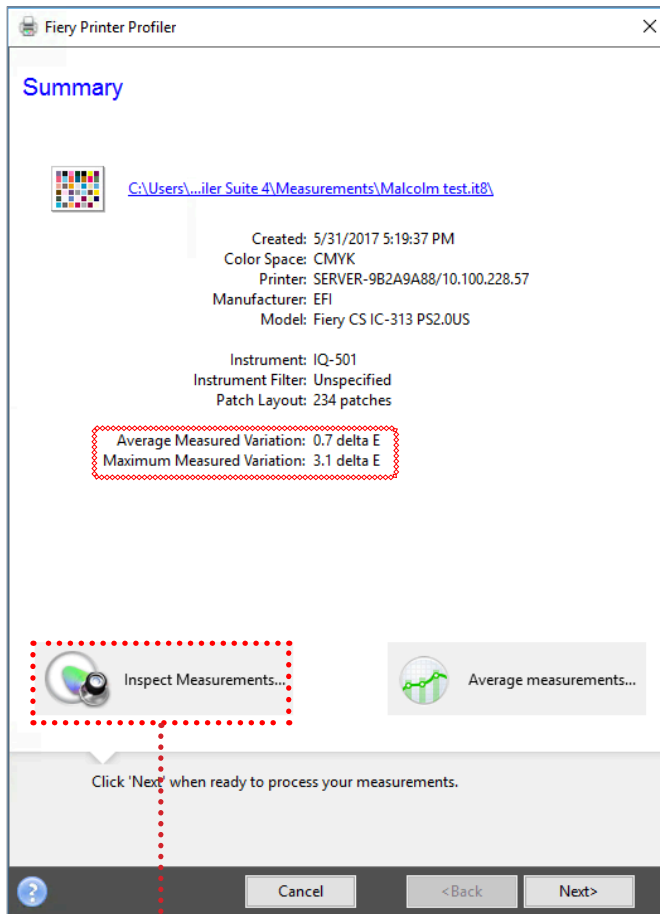 Fiery Printer Profiler
Summary
C:\Users\...iler Suite 4\Measurements\Malcolm test.it8\
Created: 5/31/2017 5:19:37 PM
Color Space: CMYK
Printer: SERVER-9B2A9A88/10.100.228.57
Manufacturer: EFI
Model: Fiery CS IC-313 PS2.0US
Instrument: IQ-501
Instrument Filter: Unspecified
Patch Layout: 234 patches
Average Measured Variation: 0.7 delta E
Maximum Measured Variation: 3.1 delta E
Inspect Measurements...
Average measurements...
Click 'Next' when ready to process your measurements.
Cancel
<Back
Next>